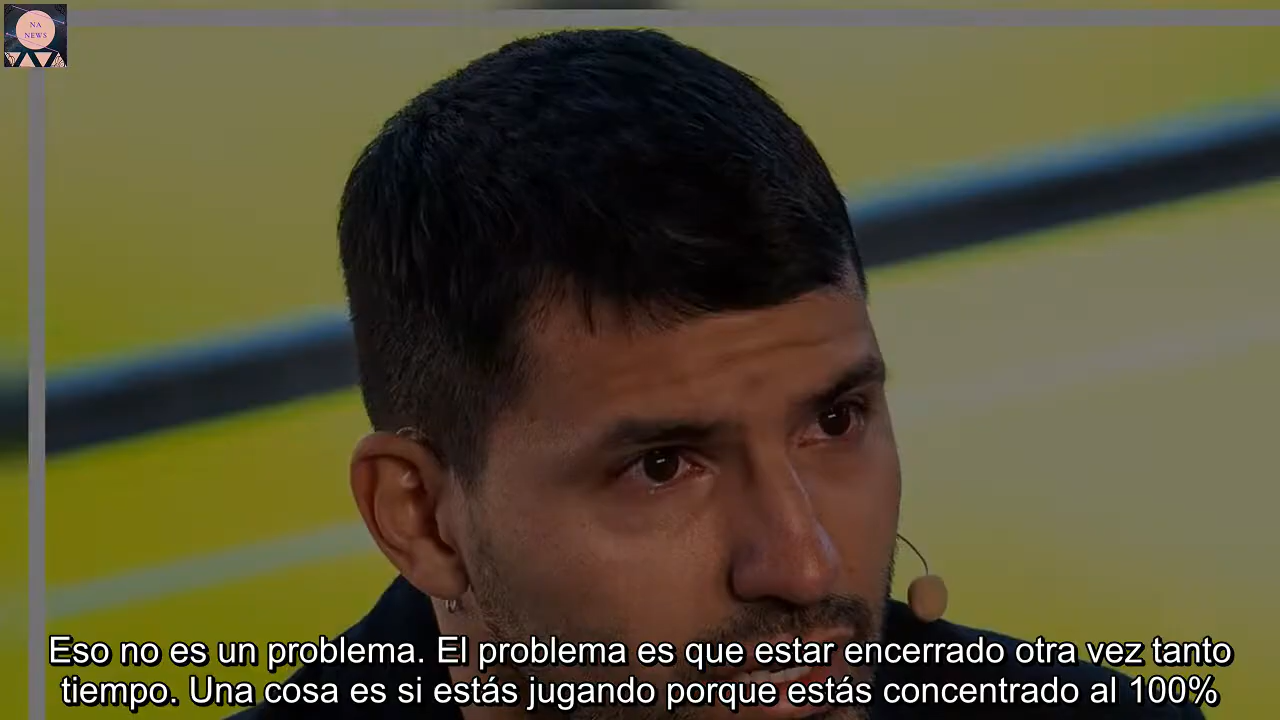 NA
NEWS
Eso no es un problema. El problema es que estar encerrado otra vez tanto
tiempo. Una cosa es si estás jugando porque estás concentrado al 100%